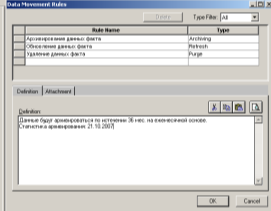 Data Movement Rules
Delete
Type Filter: All
Rule Name
Type
Архивирование данных факта
Archiving
Обновление данных факта
Refresh
Удаление данных факта
Purge
Definition
Attachment
Definition:
Данные будут архивироваться по истечении 36 мес. на ежемесячной основе.
Статистика архивирования: 21.10.2007
OK
Cancel